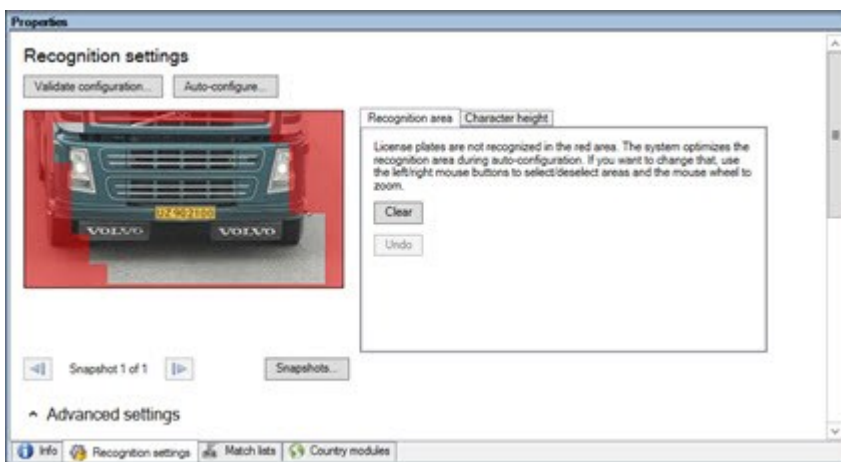 Properties
Recognition settings
Validate configuration...
Auto-configure...
Recognition area
Character height
License plates are not recognized in the red area. The system optimizes the
recognition area during auto-configuration. If you want to change that, use
the left/right mouse buttons to select/deselect areas and the mouse wheel to
zoom.
Clear
Undo
UZ 902100
VOLVO
VOLVO
Snapshot 1 of 1
Snapshots...
Advanced settings
Info
Recognition settings
Match lists
Country modules